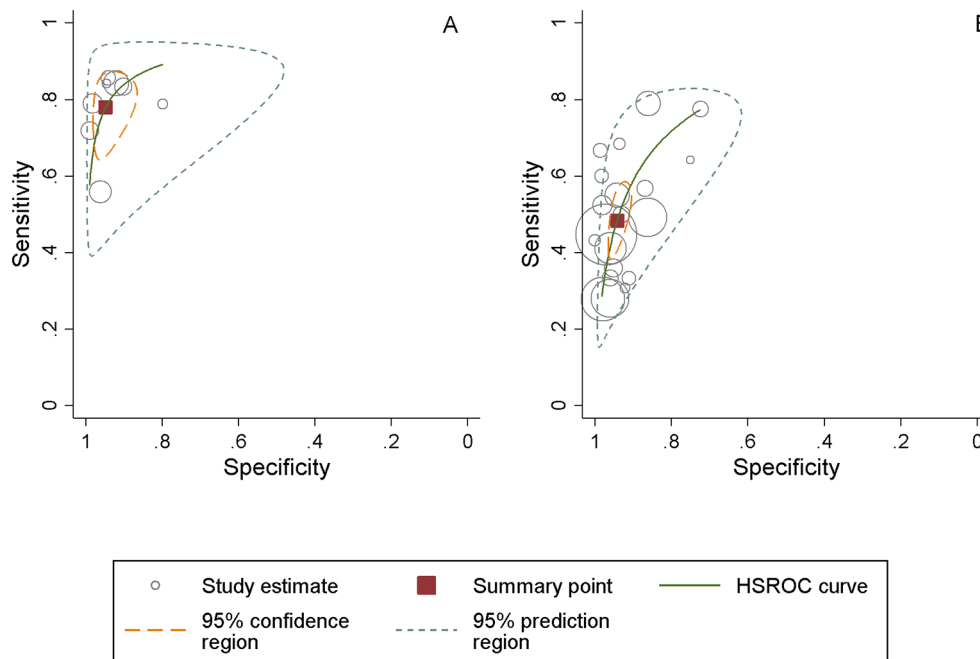 A
1
.8
.6
.4
.2
0
Sensitivity
1 .8 .6 .4 .2 0
Specificity
1
.8
.6
.4
.2
0
Sensitivity
1 .8 .6 .4 .2 0
Specificity
Study estimate Summary point HSROC curve
95% confidence 95% prediction
region region